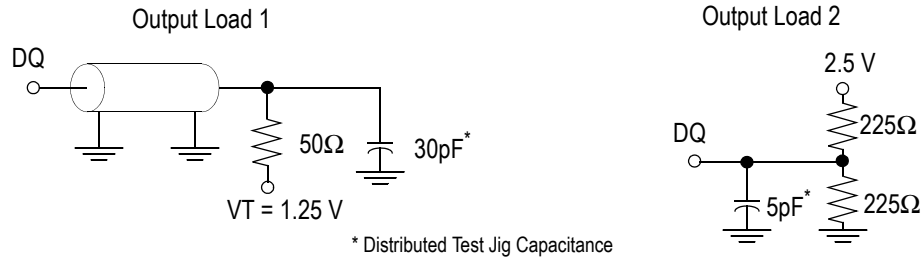 Output Load 1
DQ
50Ω
30pF*
VT = 1.25 V
* Distributed Test Jig Capacitance
Output Load 2
2.5 V
225Ω
DQ
5pF*
225Ω